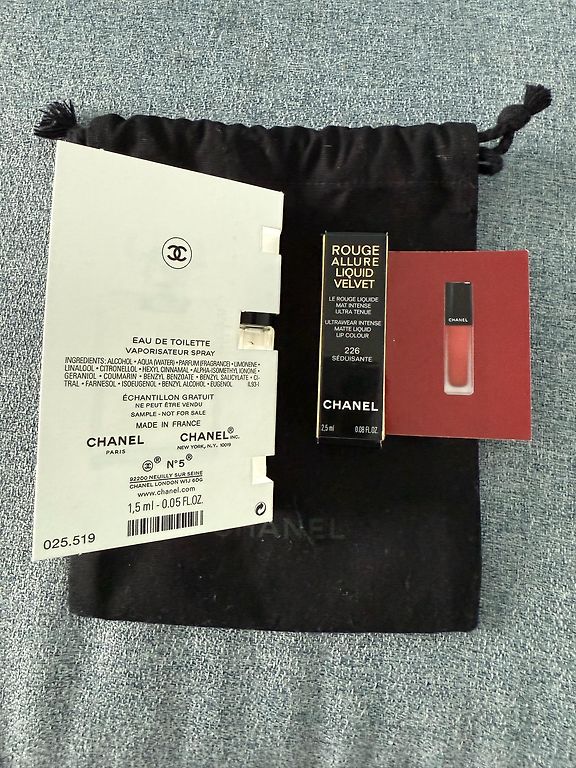 EAU DE TOILETTE
VAPORISATEUR SPRAY
INGREDIENTS: ALCOHOL • AQUA (WATER) • PARFUM (FRAGRANCE) • LIMONENE •
LINALOOL • CITRONELLOL • HEXYL CINNAMAL • ALPHA-ISOMETHYL IONONE •
GERANIOL • COUMARIN • BENZYL BENZOATE • BENZYL SALICYLATE • CI-
TRAL • FARNESOL • ISOEUGENOL • BENZYL ALCOHOL • EUGENOL IL93-I
ÉCHANTILLON GRATUIT
NE PEUT ÊTRE VENDU
SAMPLE - NOT FOR SALE
MADE IN FRANCE
CHANEL CHANEL® INC.
PARIS NEW YORK, N.Y. 10019
® N°5®
92200 NEUILLY SUR SEINE
CHANEL LONDON W1J 6DG
www.chanel.com
1,5 ml - 0.05 FL.OZ.
025.519
ROUGE
ALLURE
LIQUID
VELVET
LE ROUGE LIQUIDE
MAT INTENSE
ULTRA TENUE
ULTRAWEAR INTENSE
MATTE LIQUID
LIP COLOUR
226
SÉDUISANTE
CHANEL
2,5 ml 0.08 FL.OZ.
CHANEL
CHANEL